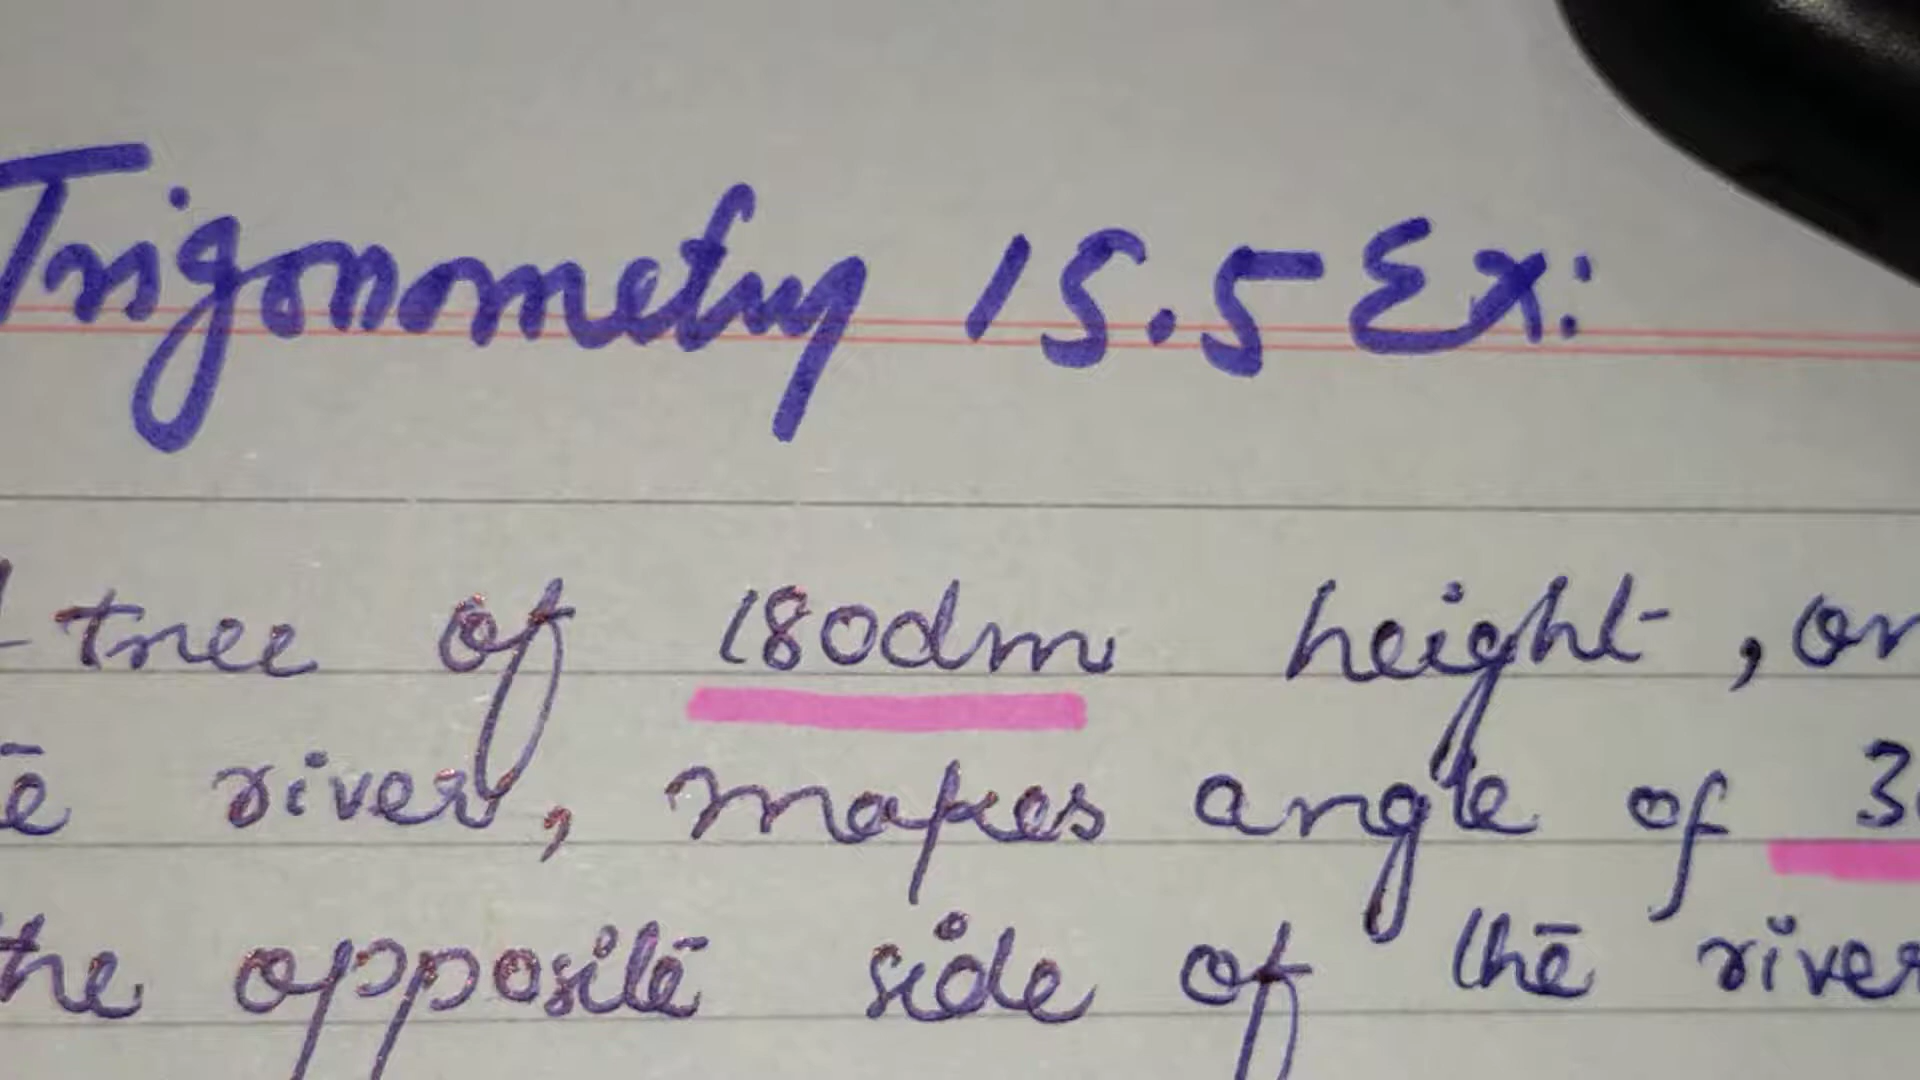 Trigonometry 15.5 Ex:
tree of 180dm height, on
river, makes angle of 3
the opposite side of the river